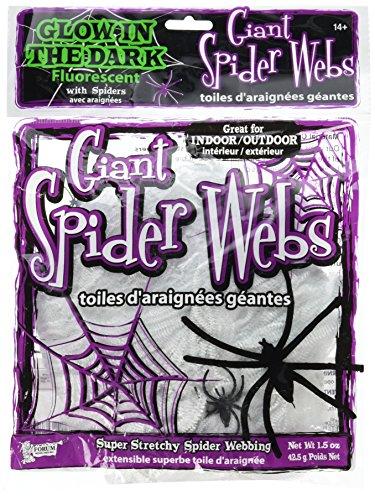 GLOW IN
THE DARK
Fluorescent
with Spiders
avec araignées
14+
Giant
Spider Webs
toiles d'araignées géantes
Great for
INDOOR/OUTDOOR
Intérieur / extérieur
Giant
Spider Webs
toiles d'araignées géantes
FORUM
Super Stretchy Spider Webbing
extensible superbe toile d'araignée
Net Wt 1.5 oz
42.5 g Poids Net